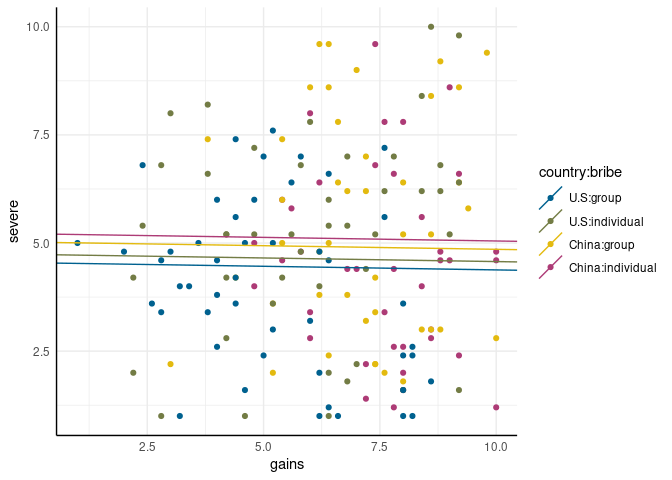 10.0
7.5
5.0
2.5
severe
2.5 5.0 7.5 10.0
gains
country:bribe
U.S:group
U.S:individual
China:group
China:individual